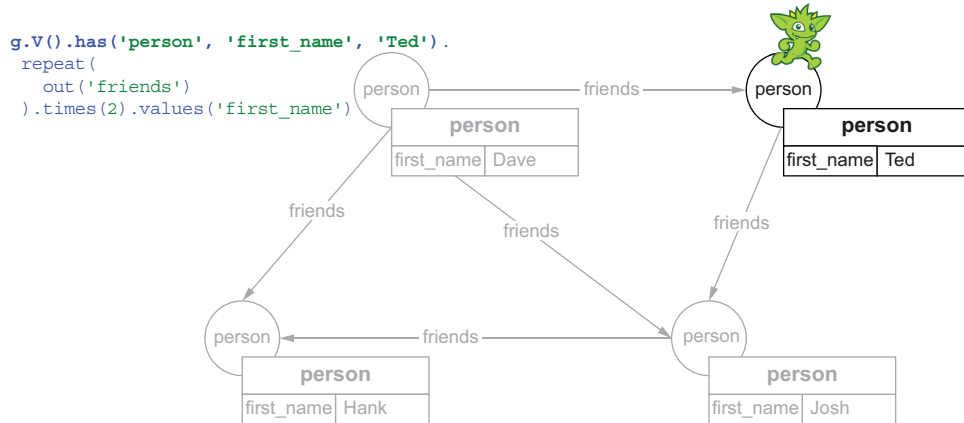 g.V().has('person', 'first_name', 'Ted').
repeat(
out('friends')
).times(2).values('first_name')
person
friends
person
person
first_name Dave
person
first_name Ted
friends
friends
friends
person
friends
person
person
first_name Hank
person
first_name Josh